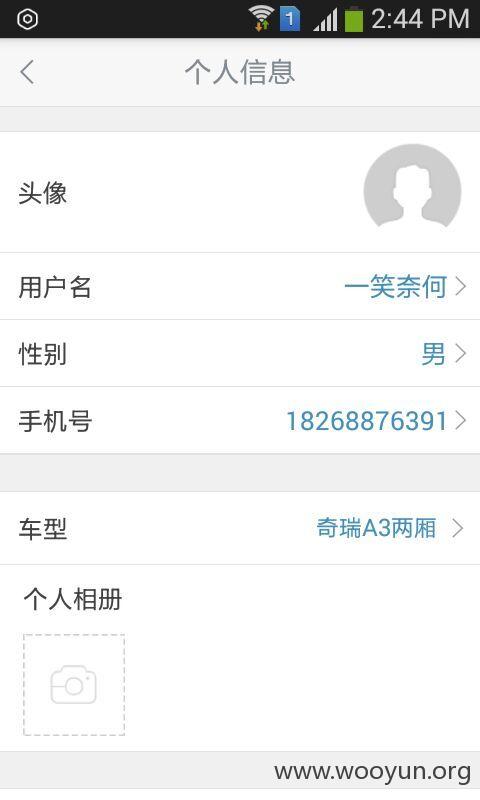 1 2:44 PM
个人信息
头像
用户名 一笑奈何
性别 男
手机号 18268876391
车型 奇瑞A3两厢
个人相册
www.wooyun.org